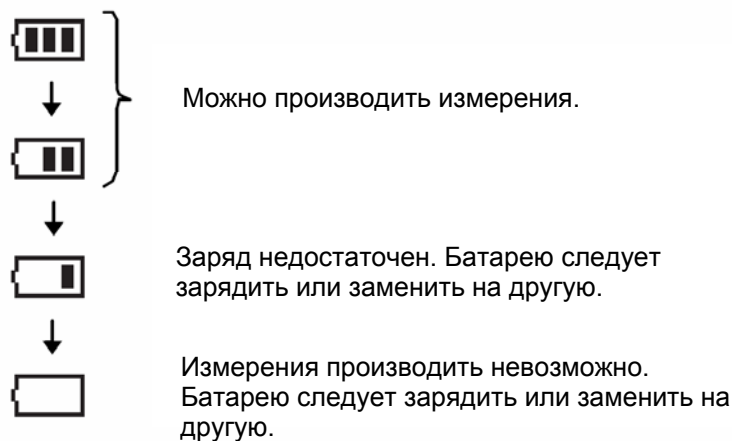 Можно производить измерения.
Заряд недостаточен. Батарею следует
зарядить или заменить на другую.
Измерения производить невозможно.
Батарею следует зарядить или заменить на
другую.